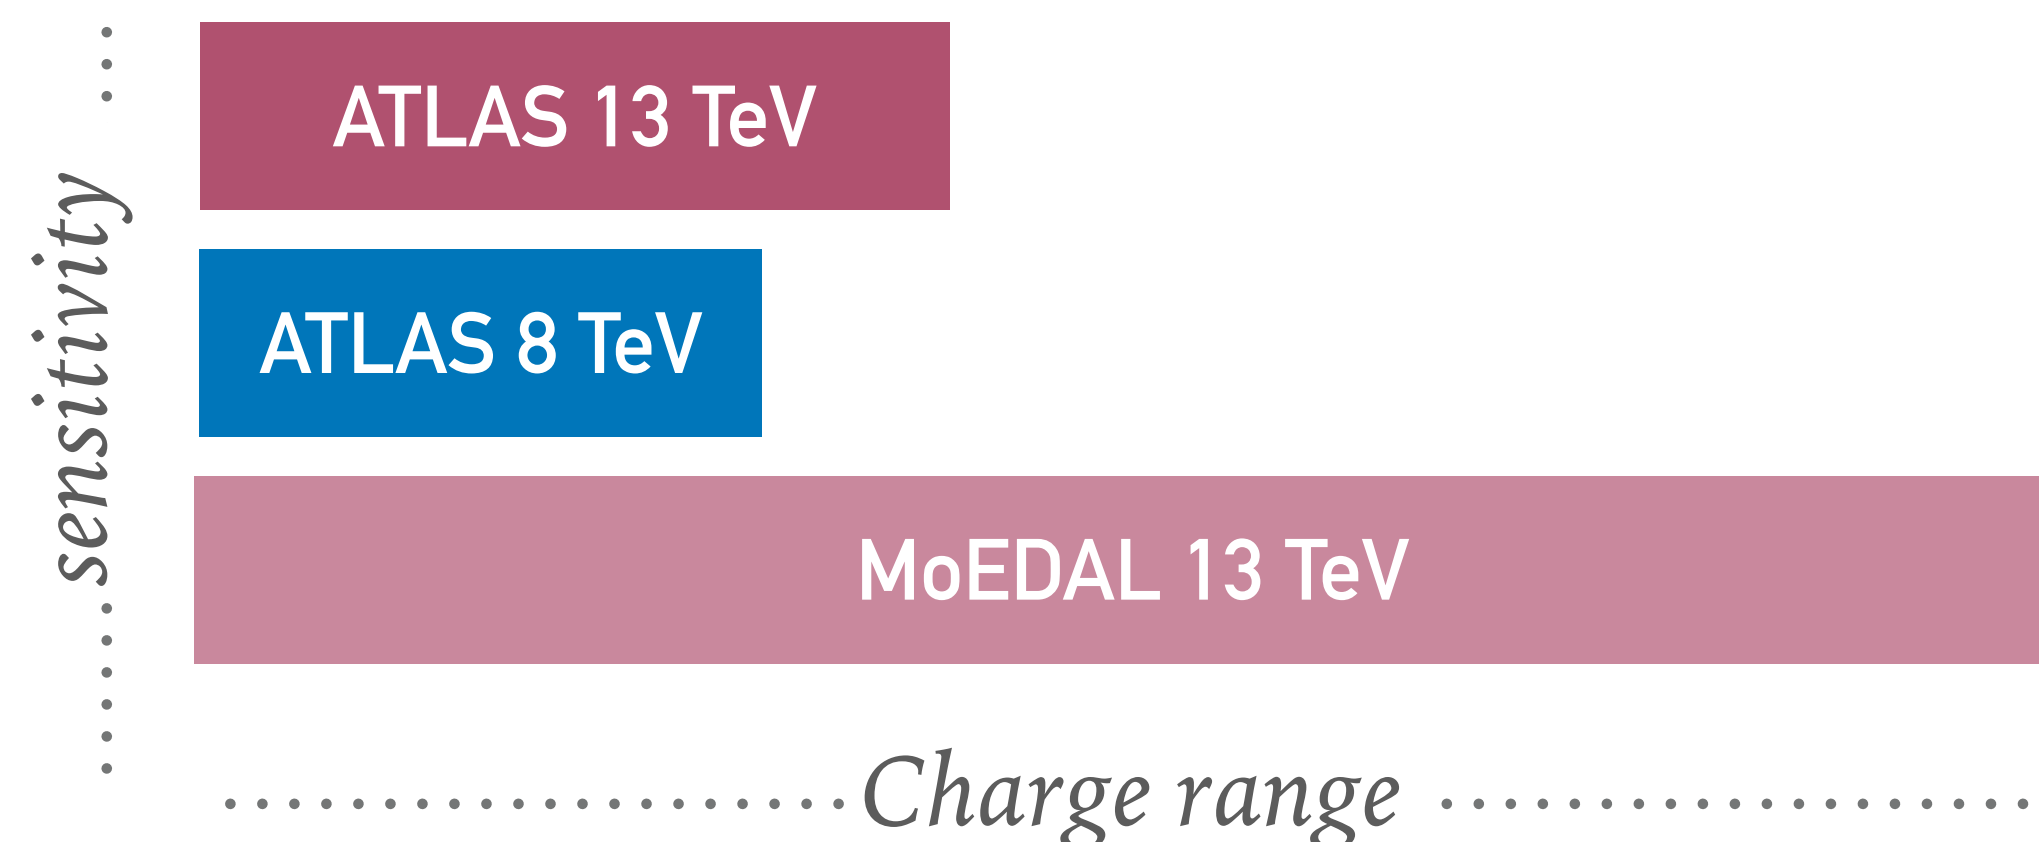 sensitivity
ATLAS 13 TeV
ATLAS 8 TeV
MoEDAL 13 TeV
Charge range